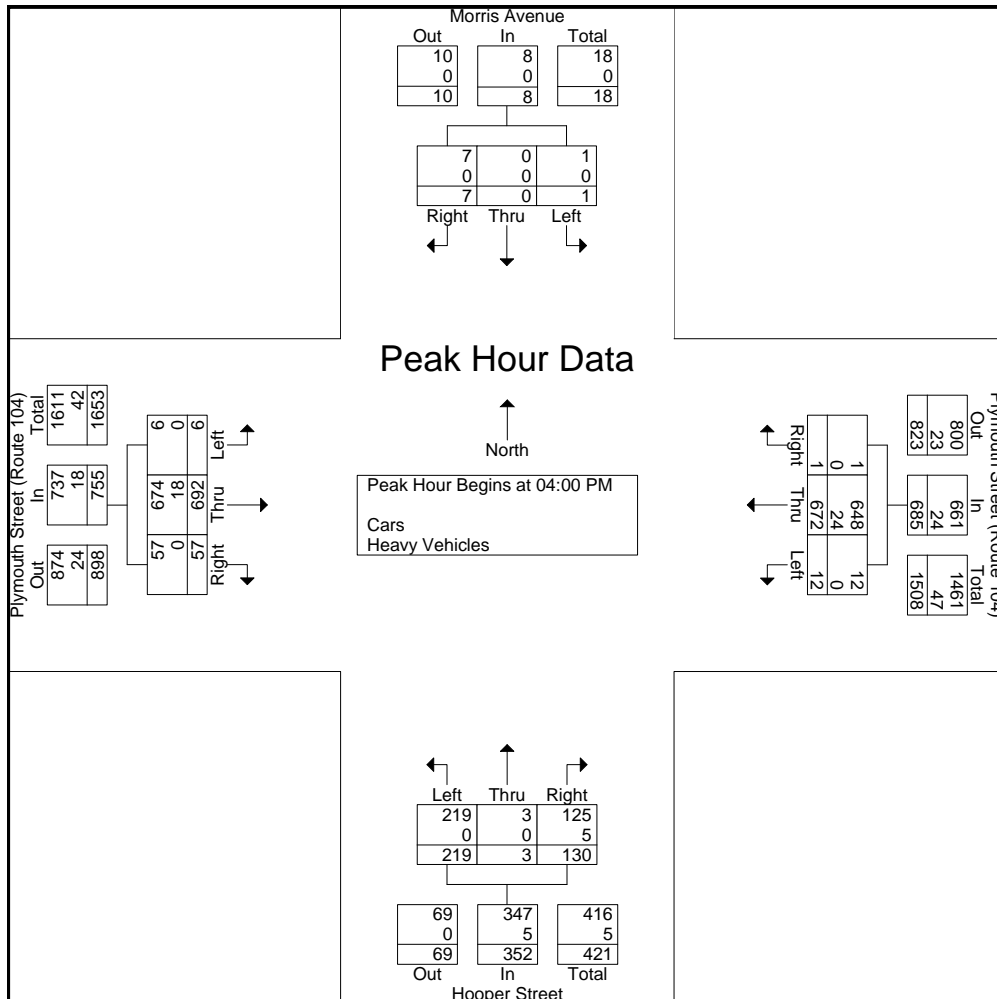 Morris Avenue
Out In Total
10 8 18
0 0 0
10 8 18
7 0 1
0 0 0
7 0 1
Right Thru Left
Peak Hour Data
North
Peak Hour Begins at 04:00 PM
Cars
Heavy Vehicles
Plymouth Street (Route 104)
Total In Out
1611 737 874
42 18 24
1653 755 898
6 674 57
0 18 0
6 692 57
Left Thru Right
Plymouth Street (Route 104)
Out In Total
800 661 1461
23 24 47
823 685 1508
1 648 12
0 24 0
1 672 12
Right Thru Left
Left Thru Right
219 3 125
0 0 5
219 3 130
69 347 416
0 5 5
69 352 421
Out In Total
Hooper Street